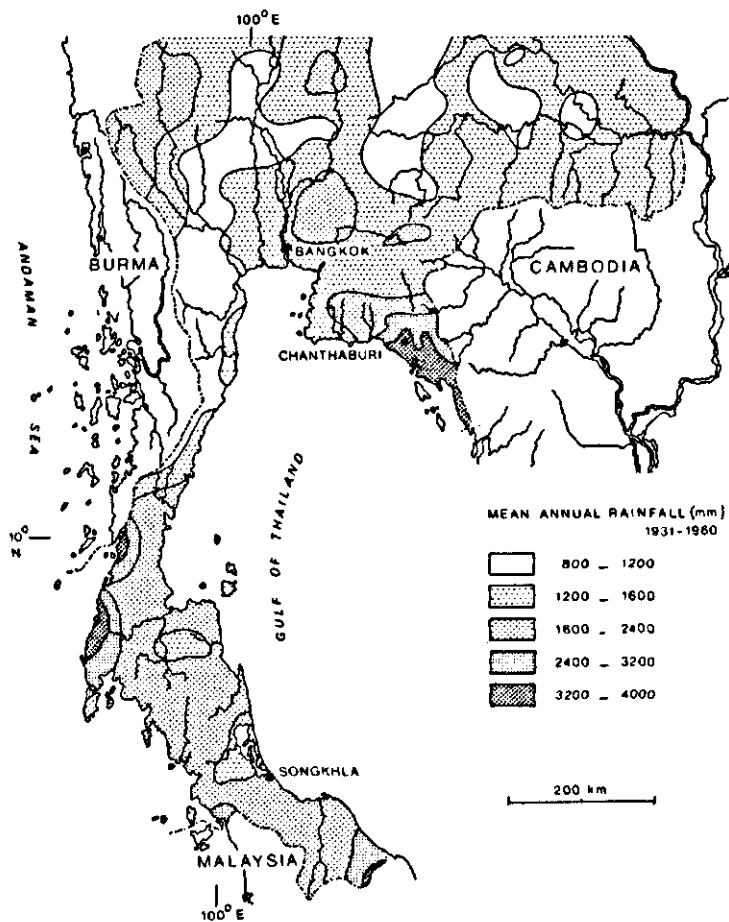 100° E
BURMA
BANGKOK
CAMBODIA
ANDAMAN SEA
CHANTHABURI
GULF OF THAILAND
10°
N
MEAN ANNUAL RAINFALL (mm)
1931-1960
800 - 1200
1200 - 1600
1600 - 2400
2400 - 3200
3200 - 4000
SONGKHLA
200 km
MALAYSIA
100° E